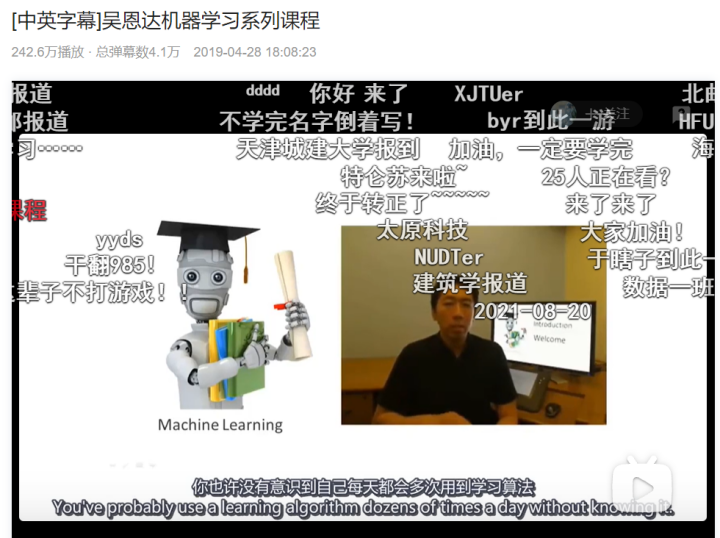 [中英字幕]吴恩达机器学习系列课程
242.6万播放 · 总弹幕数4.1万 2019-04-28 18:08:23
报道 dddd 你好 来了 XJTUer 北邮
报道 不学完名字倒着写! byr到此一游 HFU
习…… 天津城建大学报到 加油，一定要学完 海
特仑苏来啦~ 25人正在看?
课程 终于转正了~~~~~ 来了来了
太原科技 大家加油!
yyds NUDTer 于瞎子到此一
干翻985!
这辈子不打游戏!! 建筑学报道 数据一班
2021-08-20
Introduction
Welcome
Machine Learning
你也许没有意识到自己每天都会多次用到学习算法
You've probably use a learning algorithm dozens of times a day without knowing it.